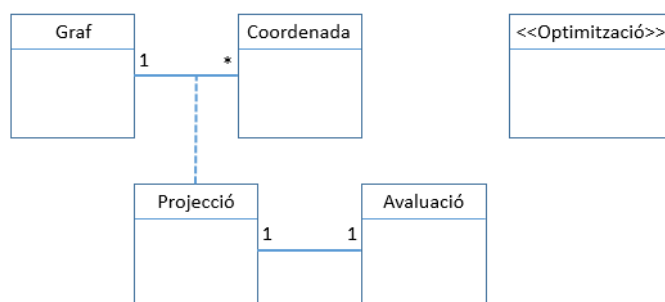 Graf
Coordenada
<<Optimització>>
1
*
Projecció
Avaluació
1
1